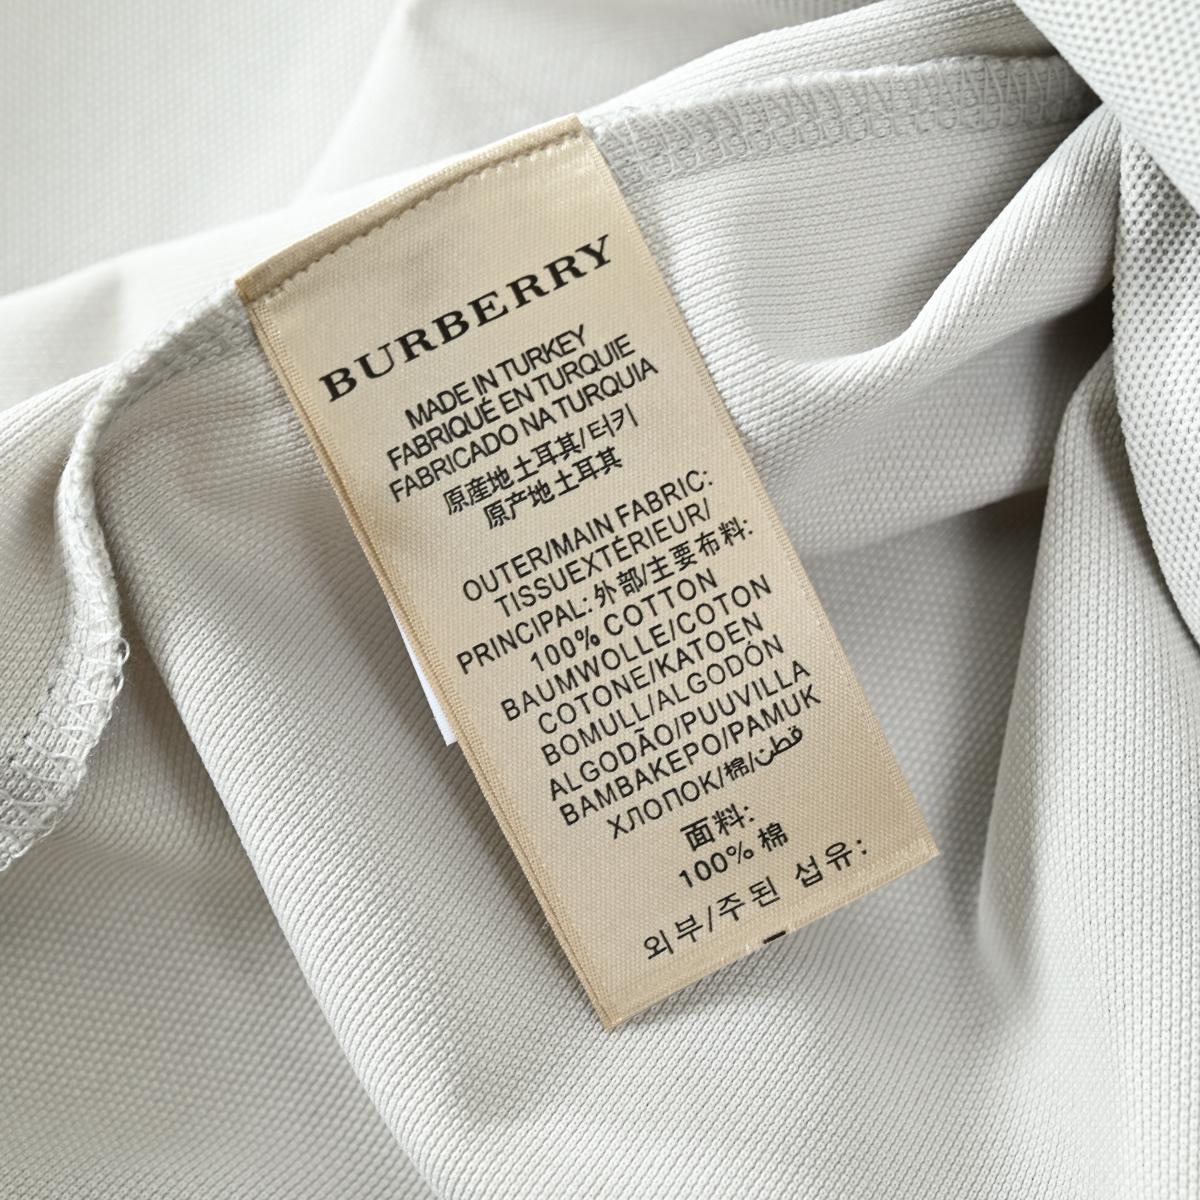 BURBERRY
MADE IN TURKEY
FABRIQUÉ EN TURQUIE
FABRICADO NA TURQUIA
原産地土耳其/터키
原产地土耳其
OUTER/MAIN FABRIC:
TISSUEXTÉRIEUR/
PRINCIPAL:外部/主要布料:
100% COTTON
BAUMWOLLE/COTON
COTONE/KATOEN
BOMULL/ALGODÓN
ALGODÃO/PUUVILLA
BAMBAKEPO/PAMUK
ХЛОПОК/棉/قطن
面料:
100% 棉
외부/주된 섬유: